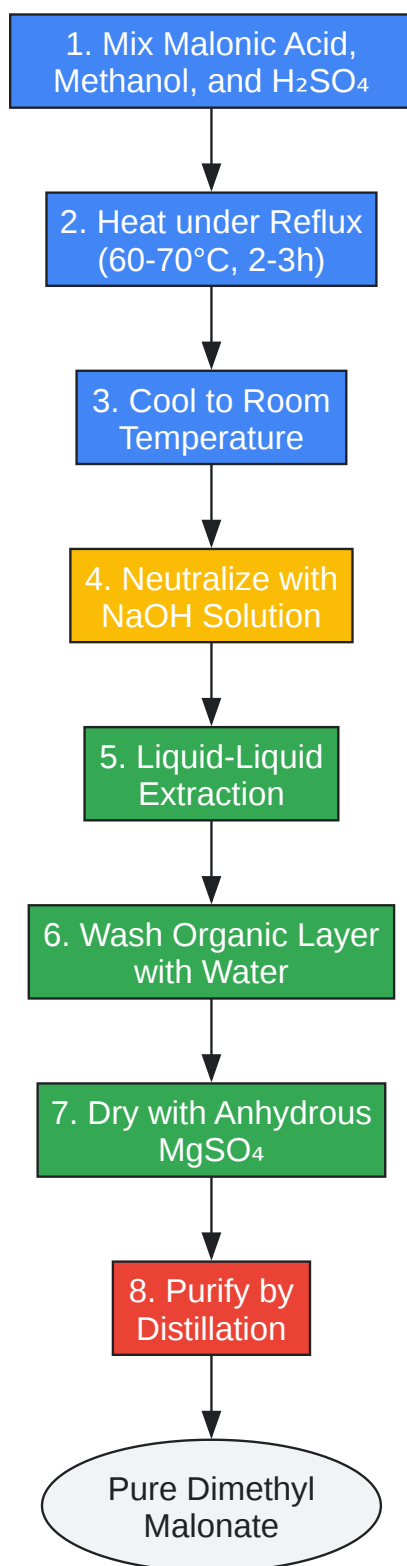 1. Mix Malonic Acid,
Methanol, and H₂SO₄
2. Heat under Reflux
(60-70°C, 2-3h)
3. Cool to Room
Temperature
4. Neutralize with
NaOH Solution
5. Liquid-Liquid
Extraction
6. Wash Organic Layer
with Water
7. Dry with Anhydrous
MgSO₄
8. Purify by
Distillation
Pure Dimethyl
Malonate